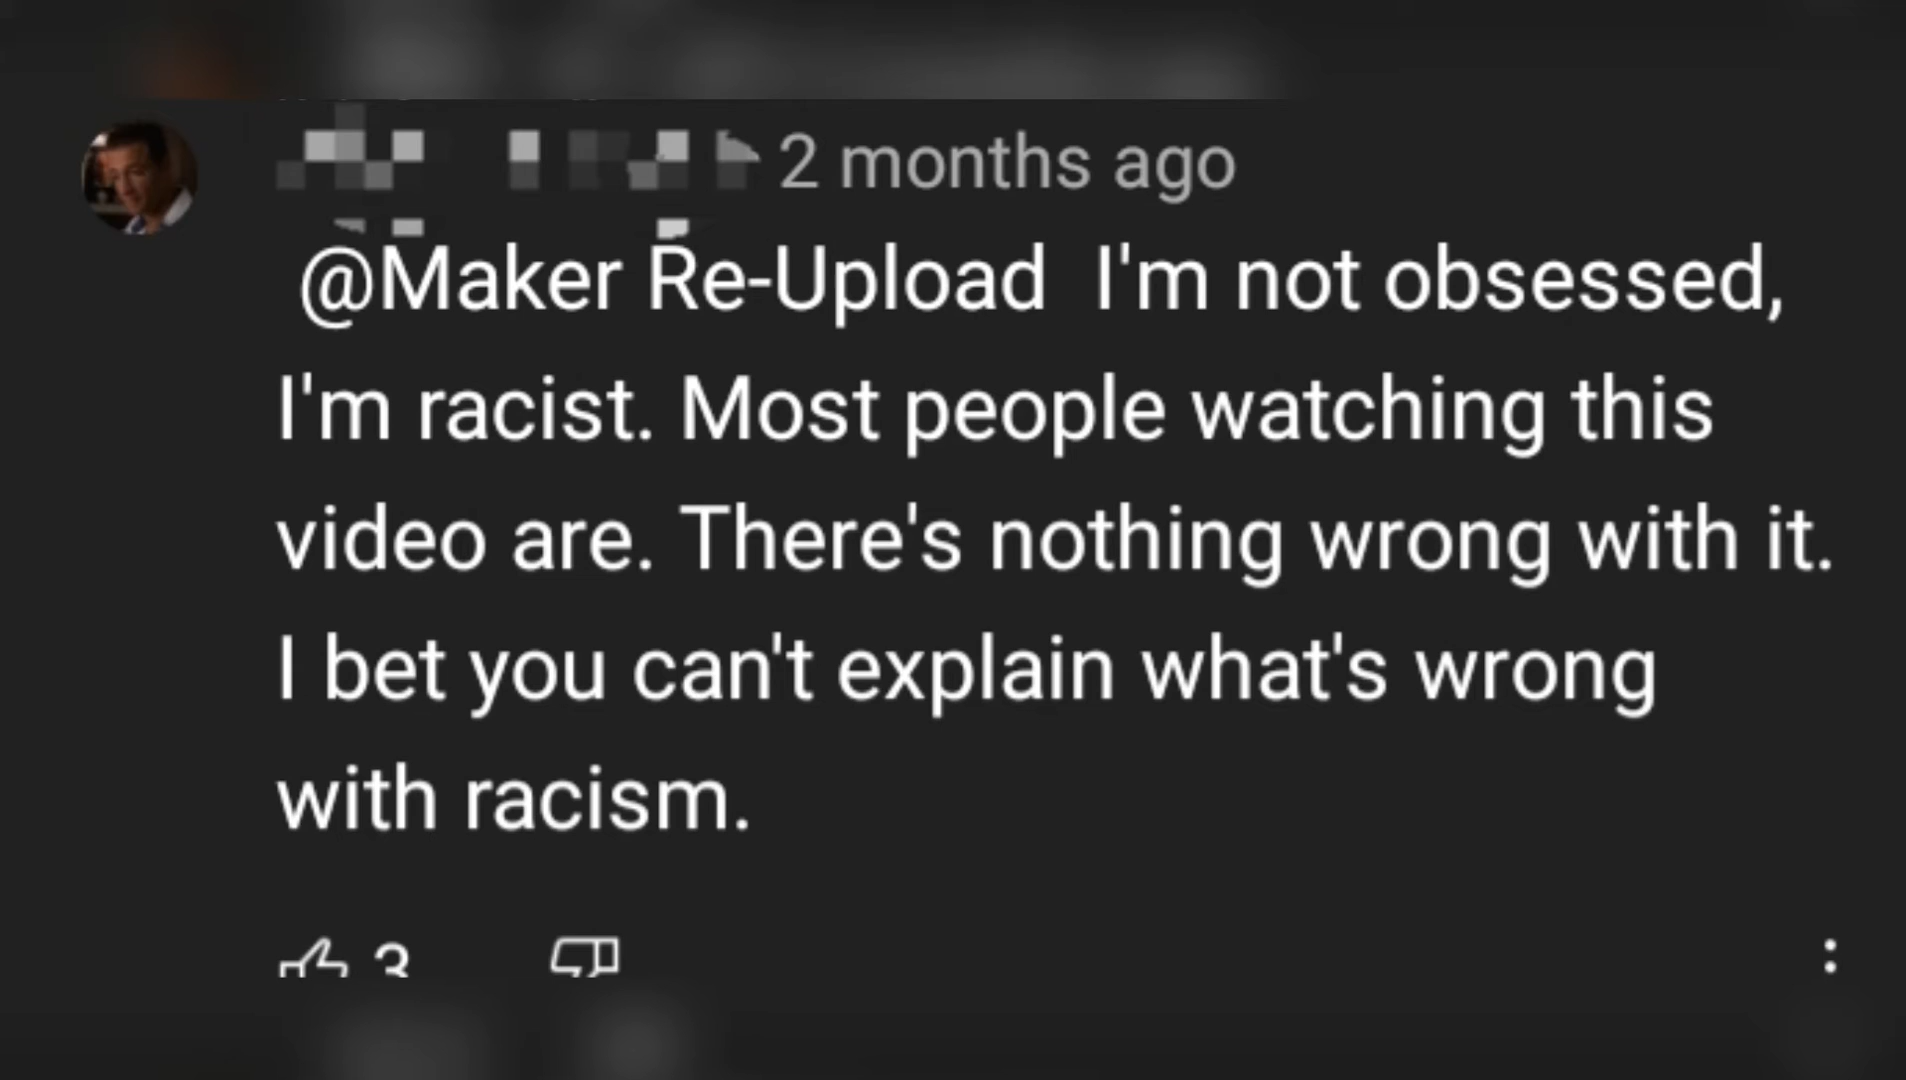 2 months ago
@Maker Re-Upload  I'm not obsessed,
I'm racist. Most people watching this
video are. There's nothing wrong with it.
I bet you can't explain what's wrong
with racism.
3